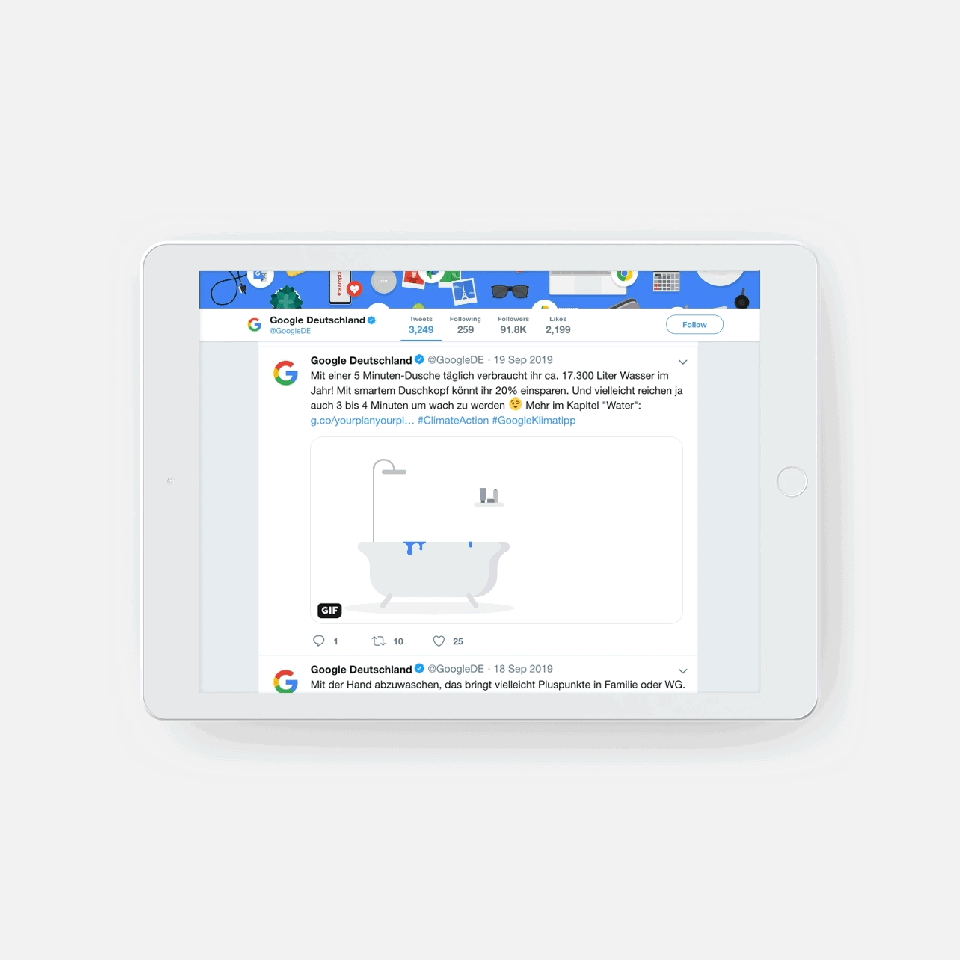 Google Deutschland
@GoogleDE
Tweets Following Followers Likes
3,249 259 91.8K 2,199
Follow
Google Deutschland @GoogleDE · 19 Sep 2019
Mit einer 5 Minuten-Dusche täglich verbraucht ihr ca. 17.300 Liter Wasser im
Jahr! Mit smartem Duschkopf könnt ihr 20% einsparen. Und vielleicht reichen ja
auch 3 bis 4 Minuten um wach zu werden 😉 Mehr im Kapitel "Water":
g.co/yourplanyourpl... #ClimateAction #GoogleKlimatipp
GIF
1 10 25
Google Deutschland @GoogleDE · 18 Sep 2019
Mit der Hand abzuwaschen, das bringt vielleicht Pluspunkte in Familie oder WG.